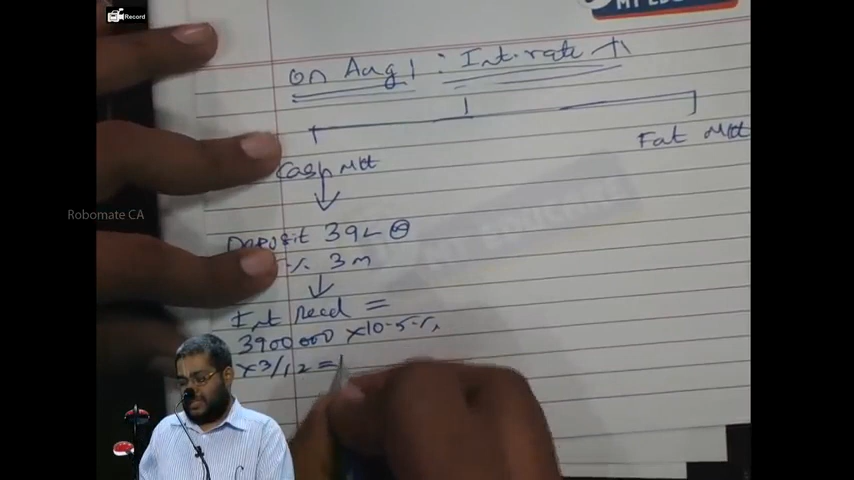 Record
on Aug 1 : Int. rate ↑
Cash Mkt
Fut Mkt
Robomate CA
Deposit 39L @
% 3m
Int Recd =
3900000 × 10.5%
× 3/12 =